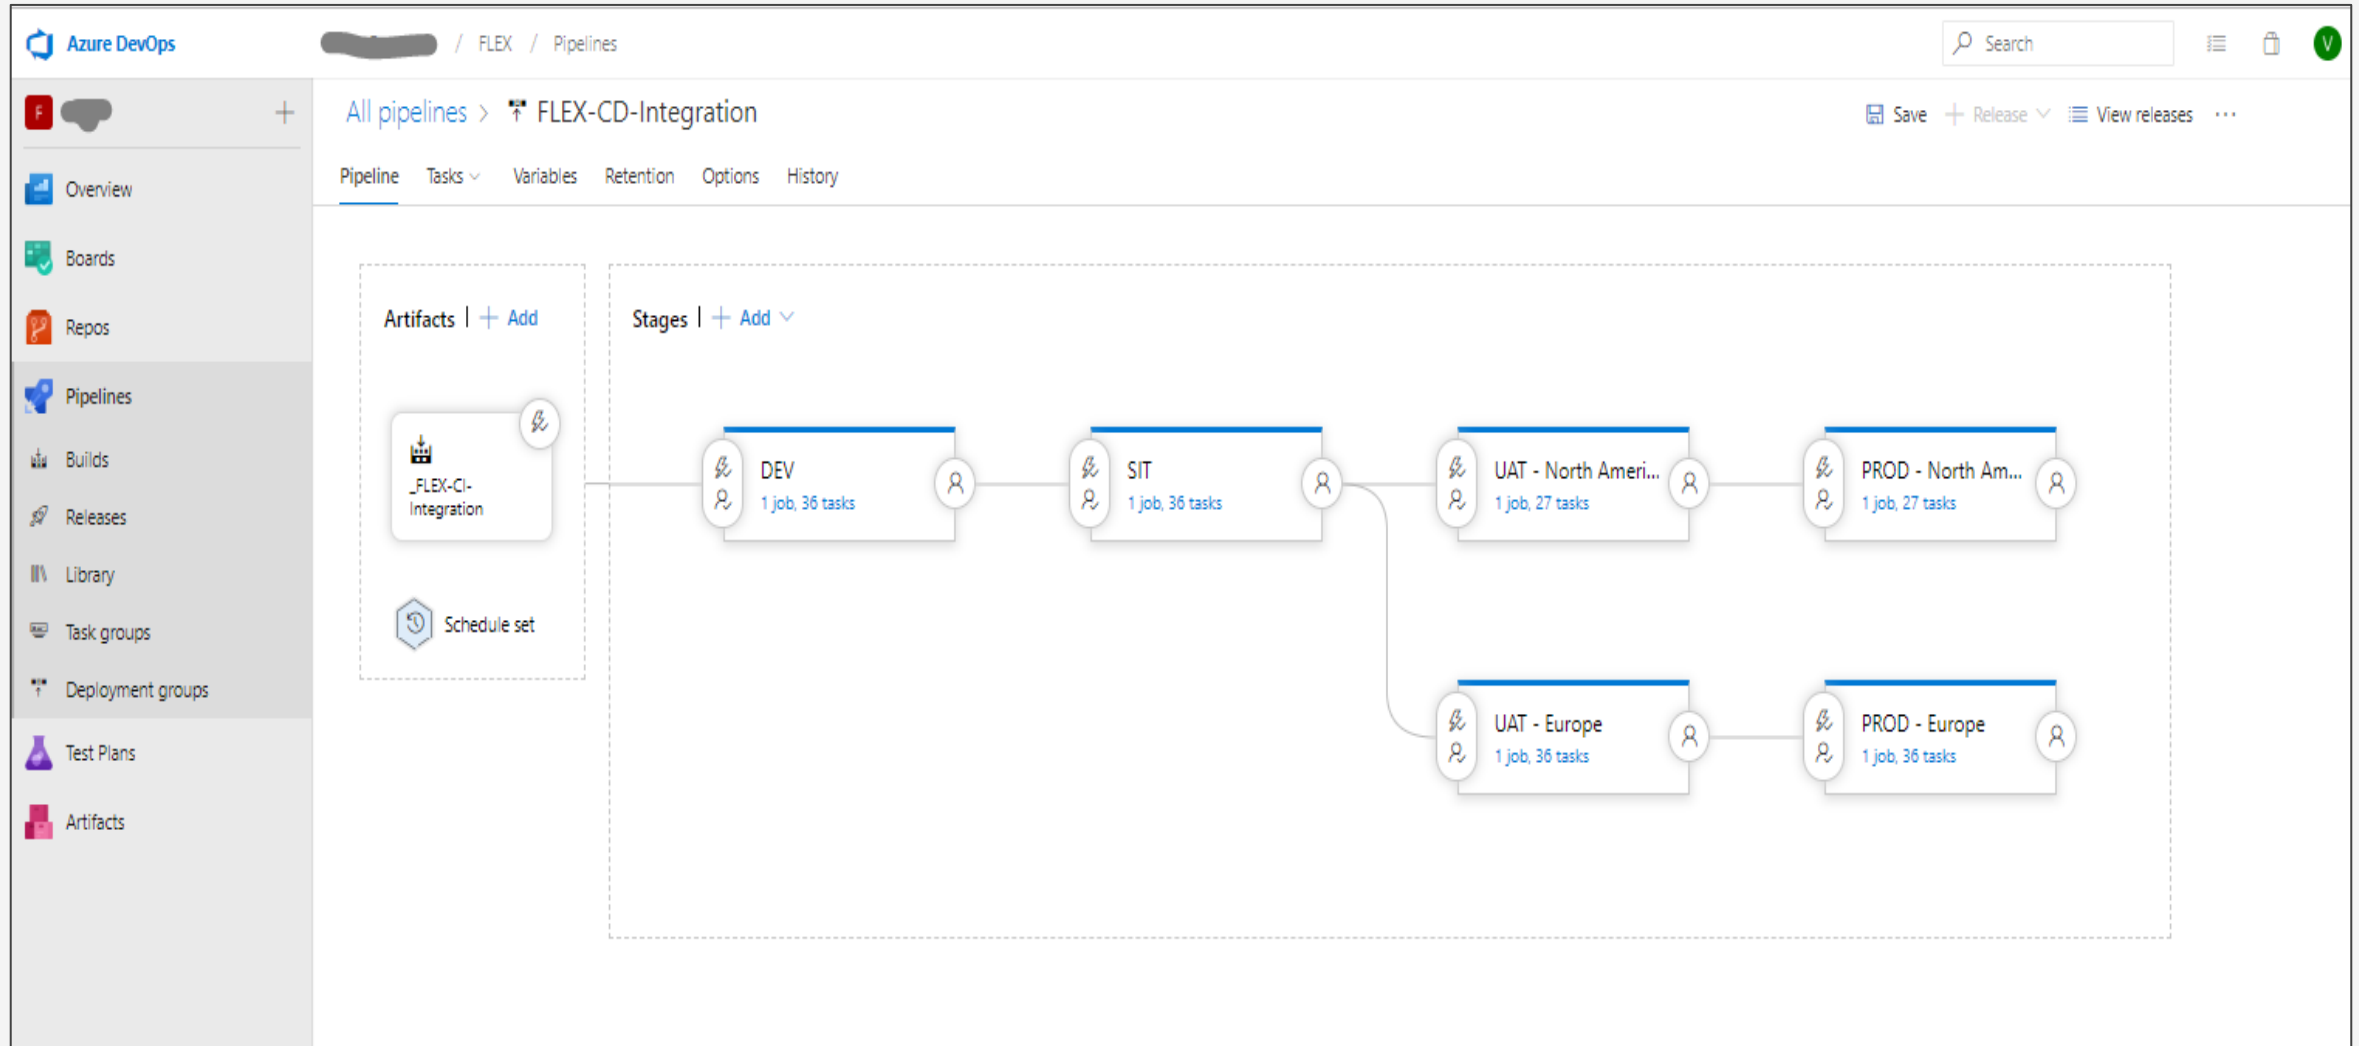 Azure DevOps
/ FLEX / Pipelines
Search
V
F
+
All pipelines > FLEX-CD-Integration
Save
+ Release
View releases
...
Pipeline
Tasks
Variables
Retention
Options
History
Overview
Boards
Repos
Pipelines
Builds
Releases
Library
Task groups
Deployment groups
Test Plans
Artifacts
Artifacts | + Add
_FLEX-CI-
Integration
Schedule set
Stages | + Add
DEV
1 job, 36 tasks
SIT
1 job, 36 tasks
UAT - North Ameri...
1 job, 27 tasks
PROD - North Am...
1 job, 27 tasks
UAT - Europe
1 job, 36 tasks
PROD - Europe
1 job, 36 tasks